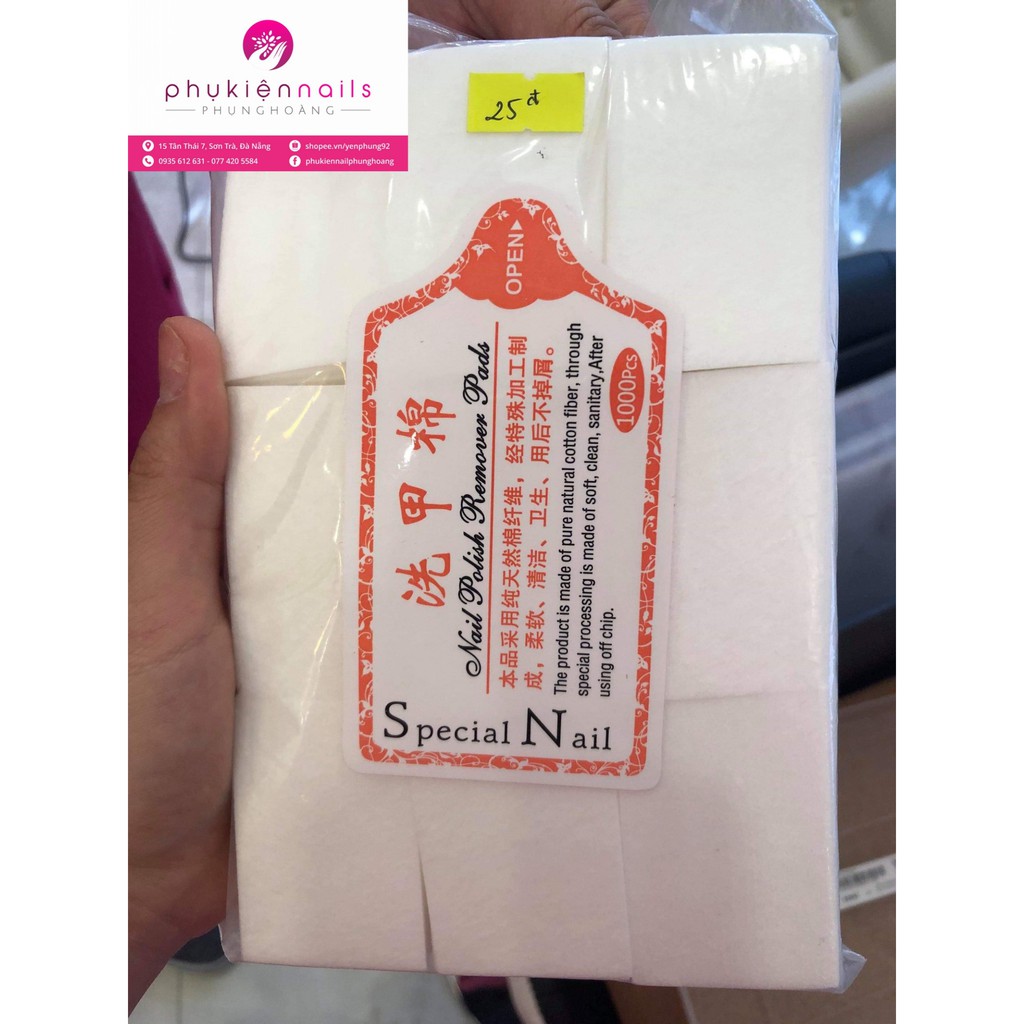 phụkiệnnails
PHỤNGHOÀNG
15 Tân Thái 7, Sơn Trà, Đà Nẵng
shopee.vn/yenphung92
0935 612 631 - 077 420 5584
phukiennailphunghoang
25đ
OPEN
洗甲棉
Nail Polish Remover Pads
本品采用纯天然棉纤维，经特殊加工制
成，柔软、清洁、卫生、用后不掉屑。
The product is made of pure natural cotton fiber, through
special processing is made of soft, clean, sanitary,After
using off chip.
1000Pcs
Special Nail